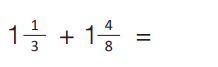 1 1/3 + 1 4/8 =